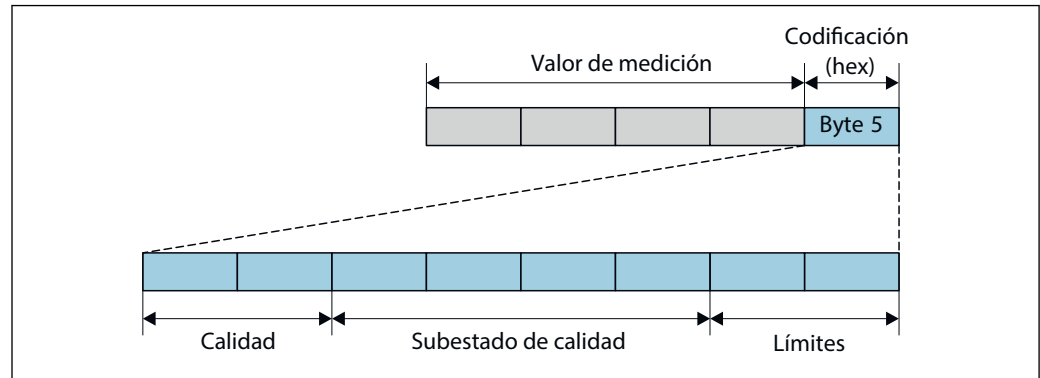 Codificación
(hex)
Valor de medición
Byte 5
Calidad
Subestado de calidad
Límites